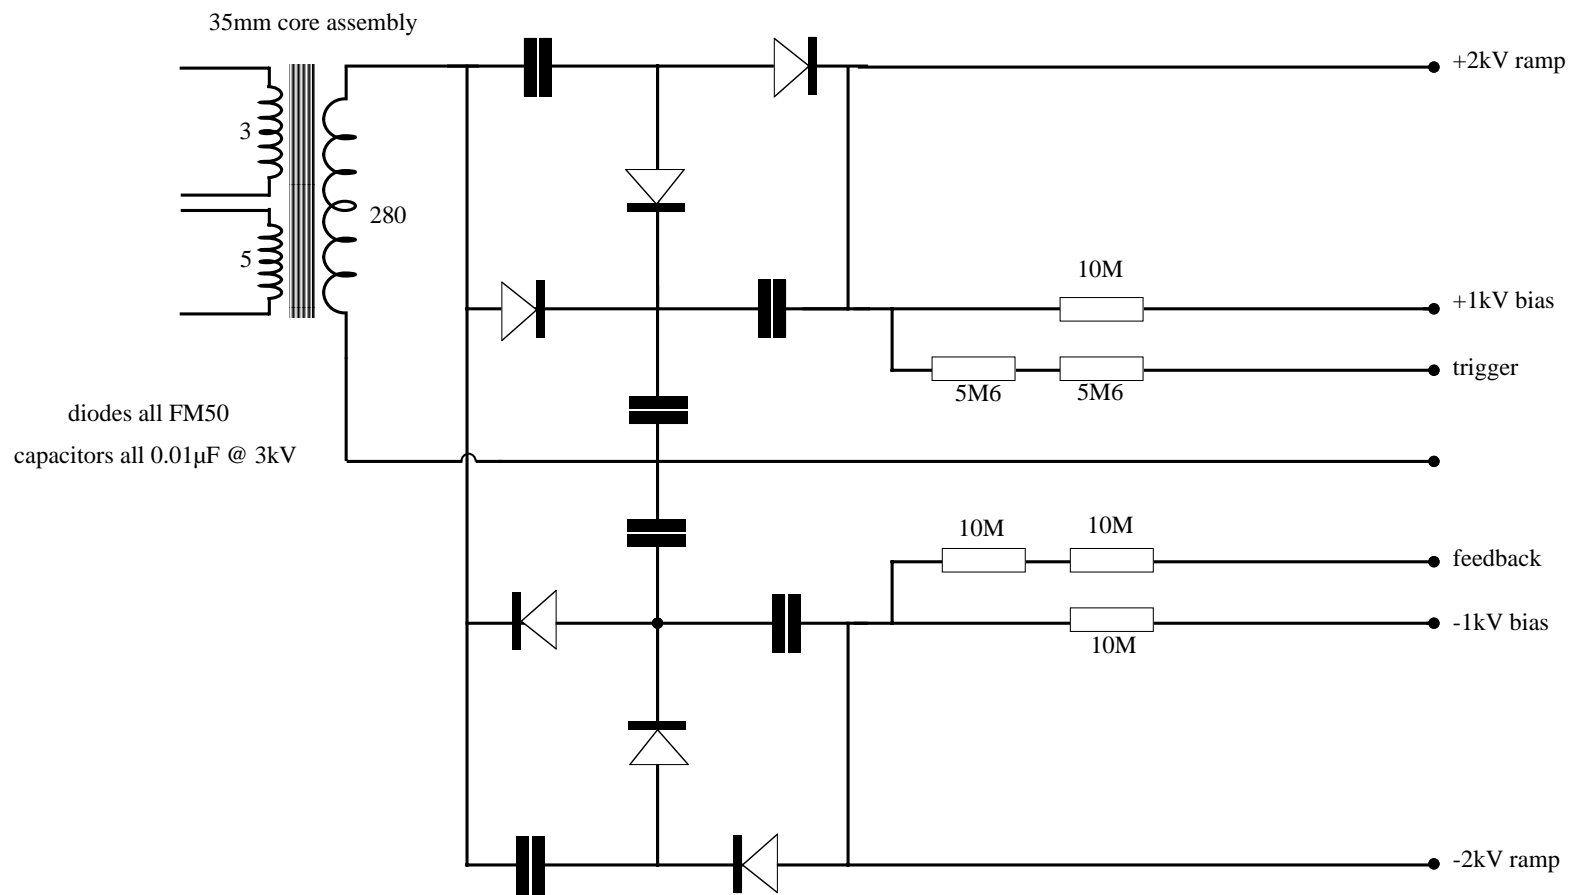 35mm core assembly
+2kV ramp
3
280
5
10M
+1kV bias
trigger
5M6
5M6
diodes all FM50
capacitors all 0.01µF @ 3kV
10M
10M
feedback
-1kV bias
10M
-2kV ramp